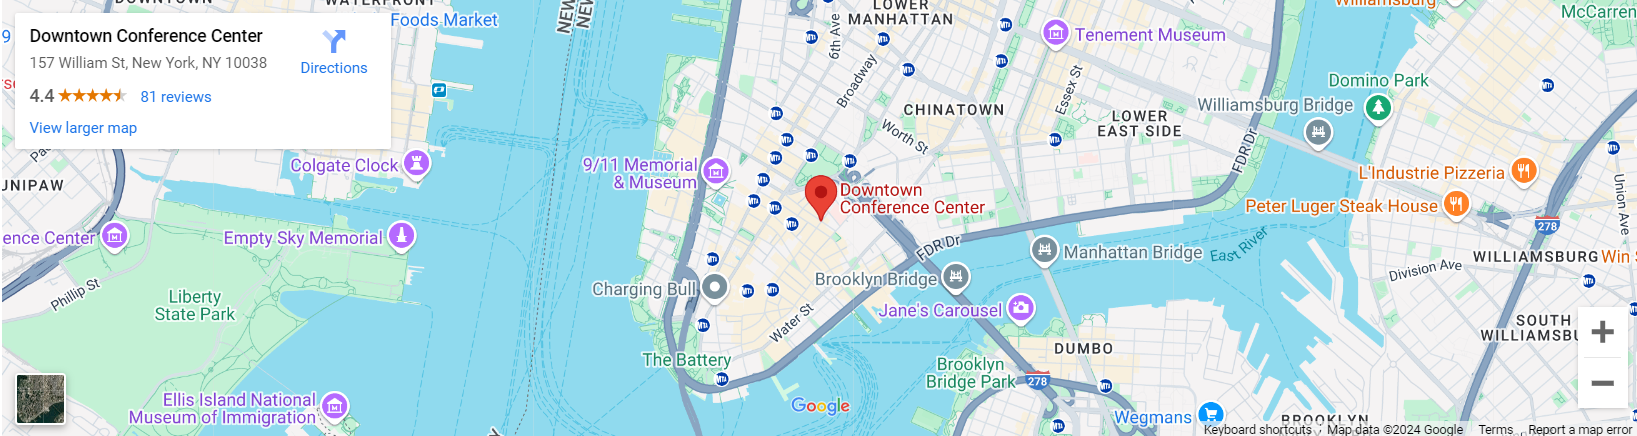 Downtown Conference Center
157 William St, New York, NY 10038
4.4
81 reviews
View larger map
Directions
DOWNTOWN
WATERFRONT
Foods Market
NEW
NEW
LOWER
MANHATTAN
6th Ave
Broadway
Tenement Museum
Essex St
CHINATOWN
Worth St
LOWER
EAST SIDE
Williamsburg
McCarren
Domino Park
Williamsburg Bridge
FDR Dr
L'Industrie Pizzeria
Peter Luger Steak House
Union Ave
278
WILLIAMSBURG
Win S
Division Ave
East River
SOUTH
WILLIAMSBU
Colgate Clock
UNIPAW
ence Center
Empty Sky Memorial
Phillip St
Liberty
State Park
Ellis Island National
Museum of Immigration
9/11 Memorial
& Museum
Downtown
Conference Center
FDR Dr
Manhattan Bridge
Brooklyn Bridge
Charging Bull
Jane's Carousel
Water St
The Battery
DUMBO
Brooklyn
Bridge Park
278
Wegmans
BROOKLYN
Google
Keyboard shortcuts
Map data ©2024 Google
Terms
Report a map error